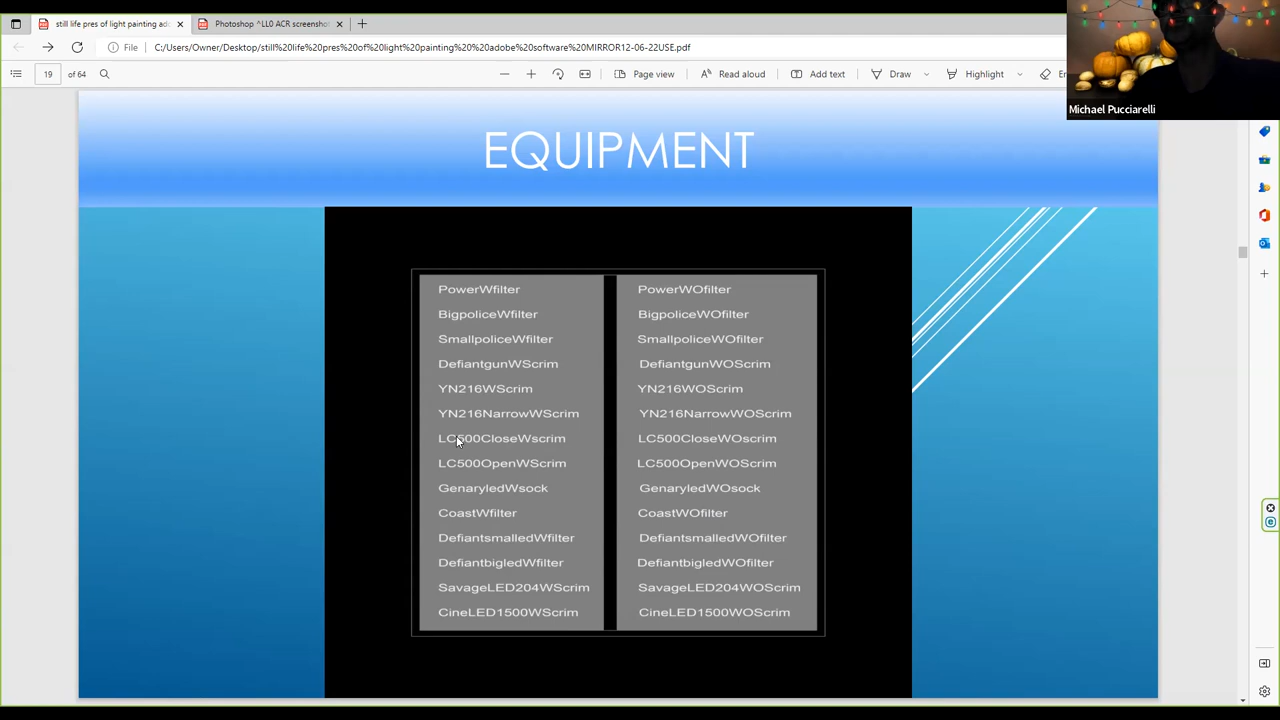 still life pres of light painting ado
Photoshop ^LL0 ACR screenshot
File
C:/Users/Owner/Desktop/still%20life%20pres%20of%20light%20painting%20%20adobe%20software%20MIRROR12-06-22USE.pdf
19 of 64
Page view
Read aloud
Add text
Draw
Highlight
Michael Pucciarelli
EQUIPMENT
PowerWfilter PowerWOfilter
BigpoliceWfilter BigpoliceWOfilter
SmallpoliceWfilter SmallpoliceWOfilter
DefiantgunWScrim DefiantgunWOScrim
YN216WScrim YN216WOScrim
YN216NarrowWScrim YN216NarrowWOScrim
LC500CloseWscrim LC500CloseWOscrim
LC500OpenWScrim LC500OpenWOScrim
GenaryledWsock GenaryledWOsock
CoastWfilter CoastWOfilter
DefiantsmalledWfilter DefiantsmalledWOfilter
DefiantbigledWfilter DefiantbigledWOfilter
SavageLED204WScrim SavageLED204WOScrim
CineLED1500WScrim CineLED1500WOScrim